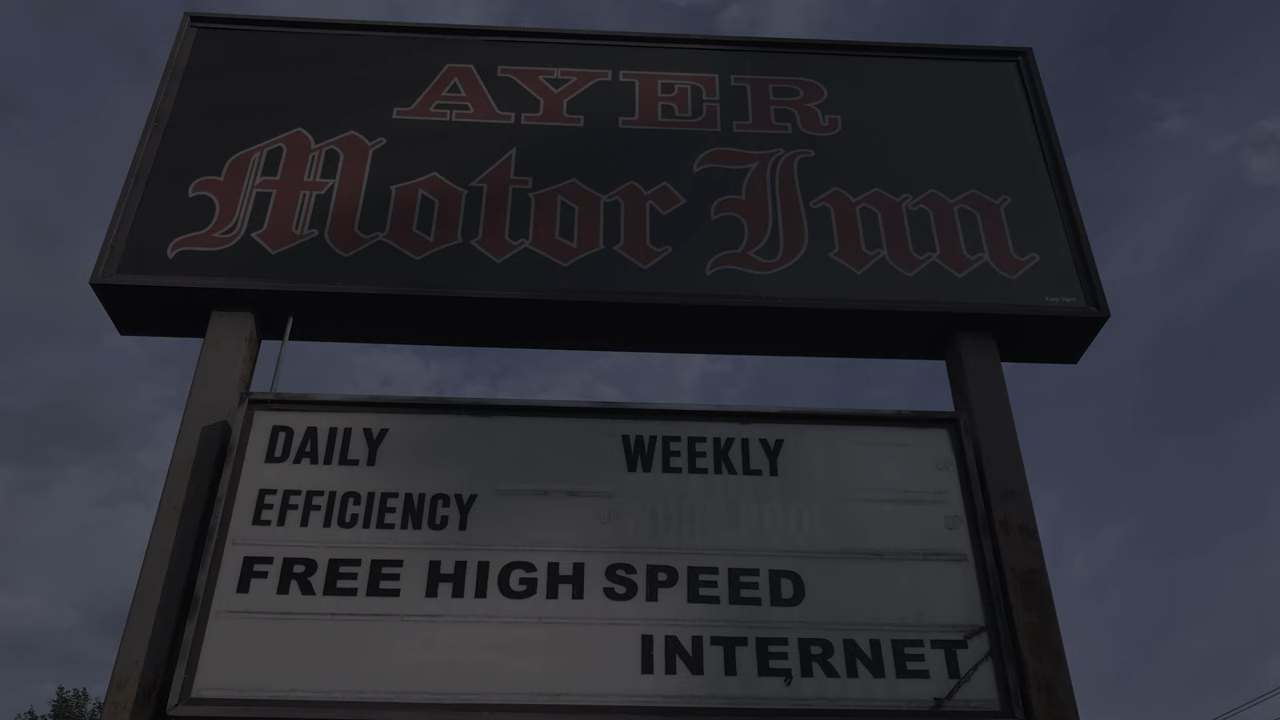 AYER
Motor Inn
DAILY WEEKLY
EFFICIENCY
FREE HIGH SPEED
INTERNET